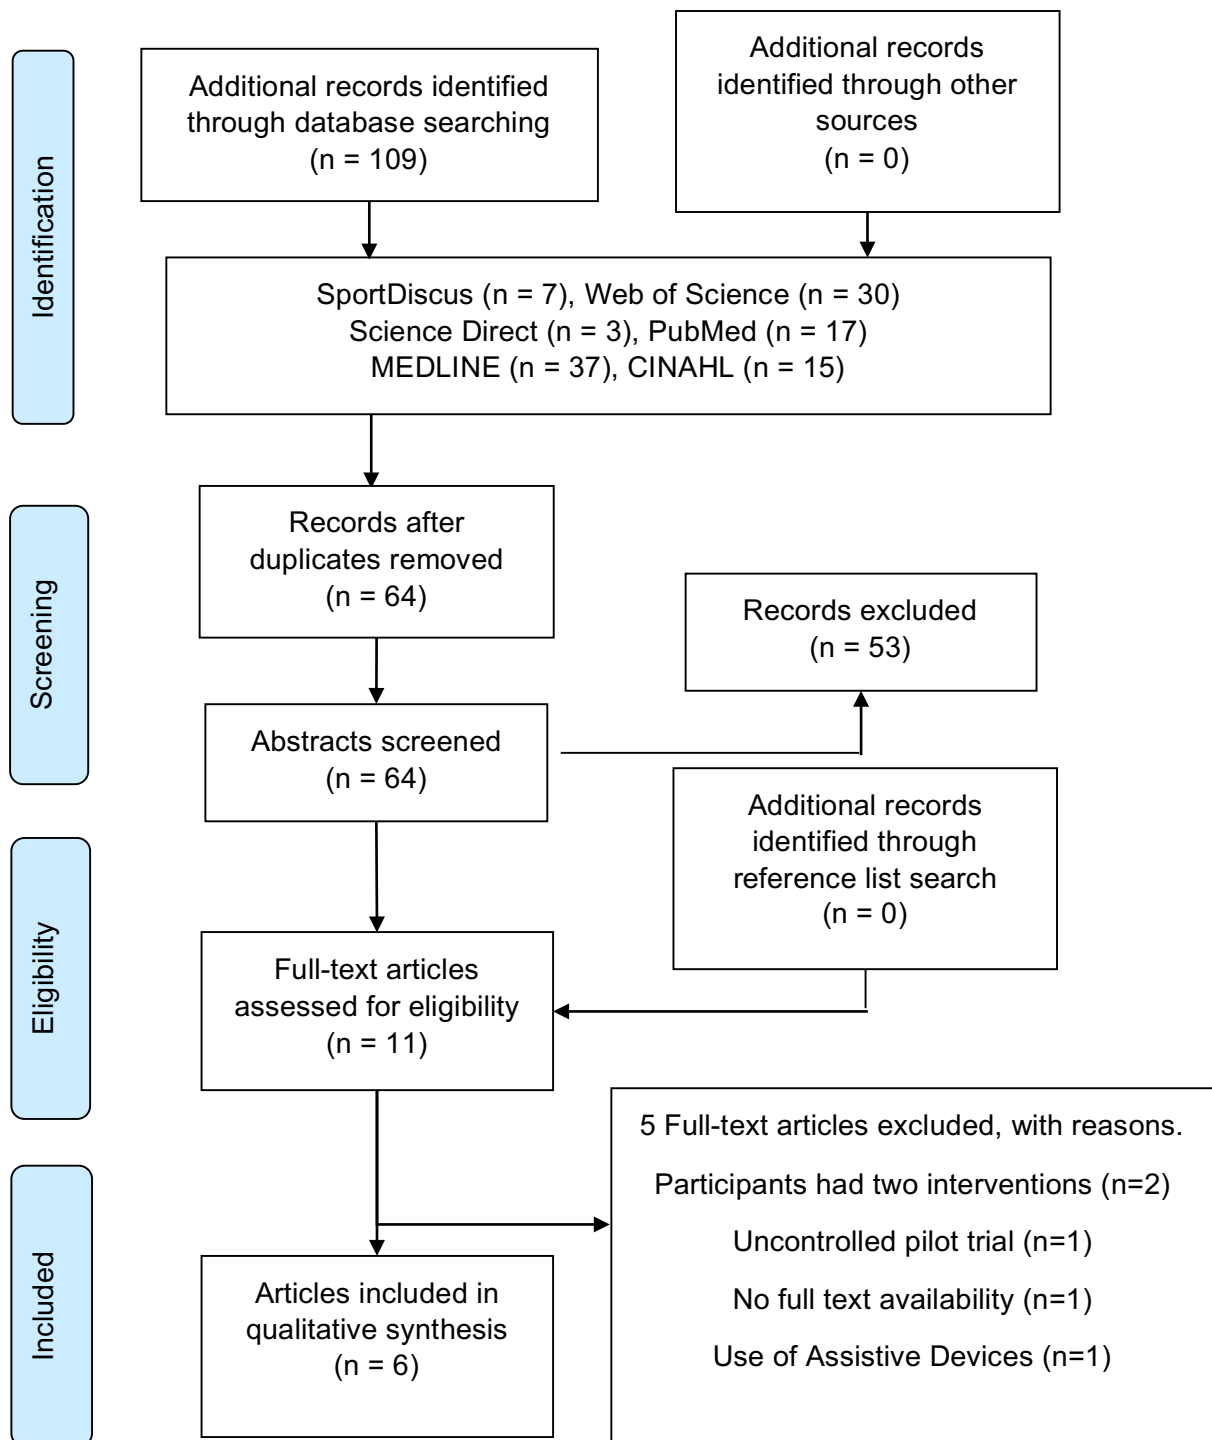 Identification
Additional records identified
through database searching
(n = 109)
Additional records
identified through other
sources
(n = 0)
SportDiscus (n = 7), Web of Science (n = 30)
Science Direct (n = 3), PubMed (n = 17)
MEDLINE (n = 37), CINAHL (n = 15)
Screening
Records after
duplicates removed
(n = 64)
Records excluded
(n = 53)
Abstracts screened
(n = 64)
Additional records
identified through
reference list search
(n = 0)
Eligibility
Full-text articles
assessed for eligibility
(n = 11)
5 Full-text articles excluded, with reasons.
Participants had two interventions (n=2)
Uncontrolled pilot trial (n=1)
No full text availability (n=1)
Use of Assistive Devices (n=1)
Included
Articles included in
qualitative synthesis
(n = 6)